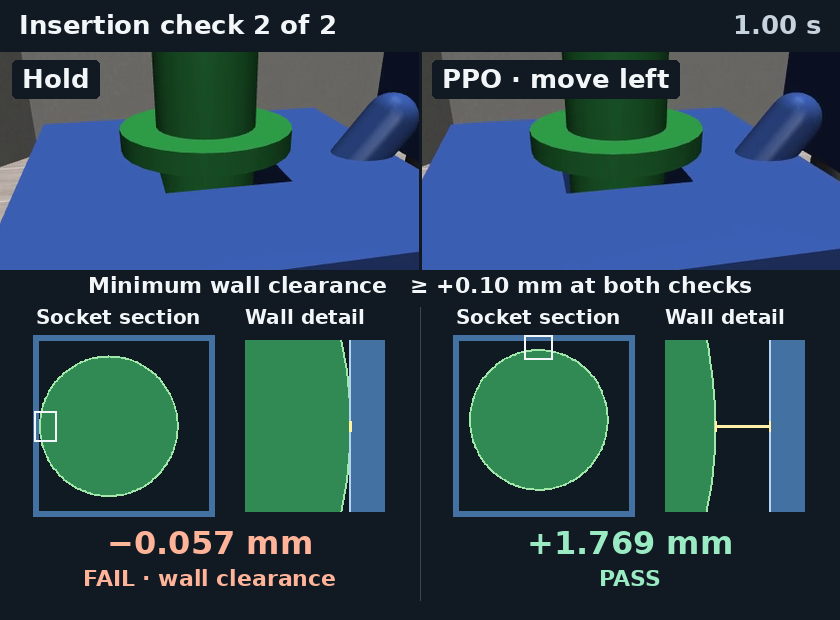 Insertion check 2 of 2
1.00 s
Hold
PPO · move left
Minimum wall clearance ≥ +0.10 mm at both checks
Socket section
Wall detail
Socket section
Wall detail
−0.057 mm
FAIL · wall clearance
+1.769 mm
PASS